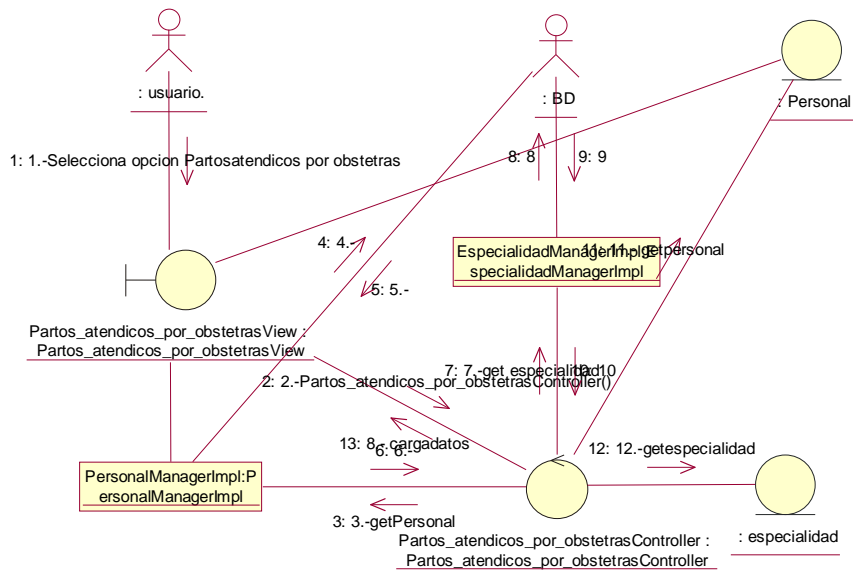 : usuario.
: BD
: Personal
1: 1.-Selecciona opcion Partosatendicos por obstetras
8: 8
9: 9
4: 4.-
EspecialidadManagerImpl:E
specialidadManagerImpl
11: 11.- getpersonal
5: 5.-
Partos_atendicos_por_obstetrasView :
Partos_atendicos_por_obstetrasView
7: 7.-get especialidad
10: 10
2: 2.-Partos_atendicos_por_obstetrasController()
13: 8.-.cargadatos
6: 6.-
12: 12.-getespecialidad
PersonalManagerImpl:P
ersonalManagerImpl
3: 3.-getPersonal
Partos_atendicos_por_obstetrasController :
Partos_atendicos_por_obstetrasController
: especialidad